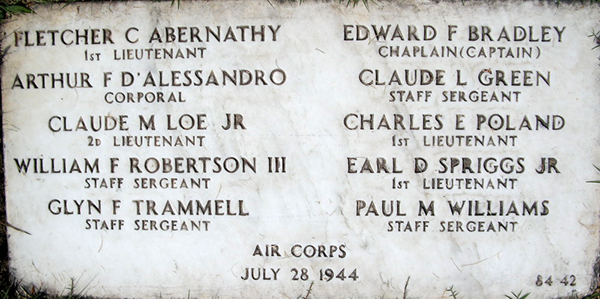 FLETCHER C ABERNATHY
1ST LIEUTENANT
ARTHUR F D'ALESSANDRO
CORPORAL
CLAUDE M LOE JR
2D LIEUTENANT
WILLIAM F ROBERTSON III
STAFF SERGEANT
GLYN F TRAMMELL
STAFF SERGEANT
EDWARD F BRADLEY
CHAPLAIN(CAPTAIN)
CLAUDE L GREEN
STAFF SERGEANT
CHARLES E POLAND
1ST LIEUTENANT
EARL D SPRIGGS JR
1ST LIEUTENANT
PAUL M WILLIAMS
STAFF SERGEANT
AIR CORPS
JULY 28 1944
84 42